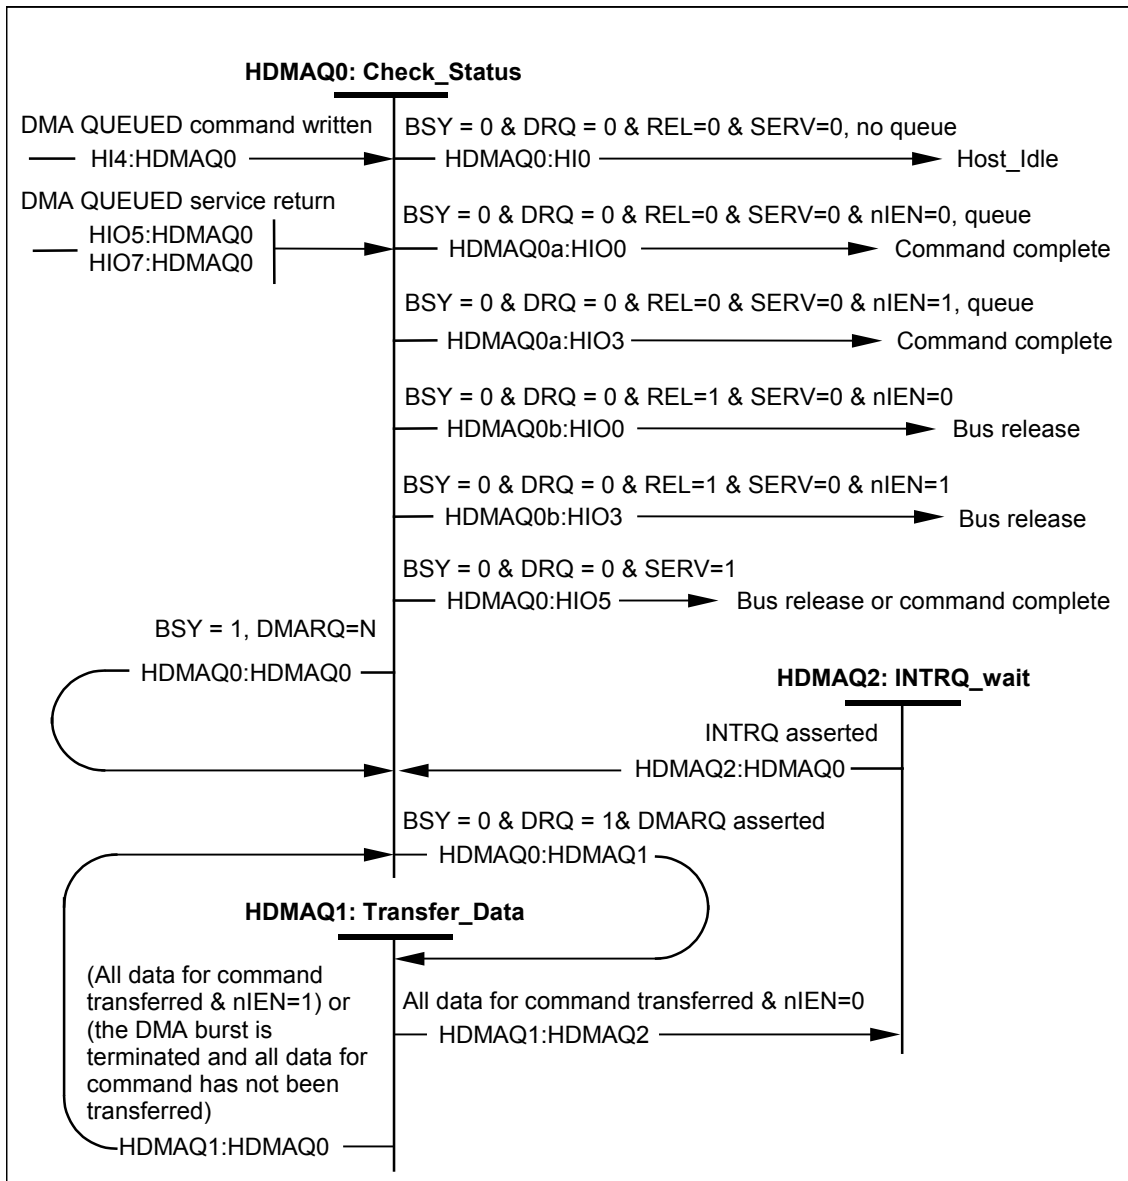 HDMAQ0: Check_Status
DMA QUEUED command written
HI4:HDMAQ0
BSY = 0 & DRQ = 0 & REL=0 & SERV=0, no queue
HDMAQ0:HI0
Host_Idle
DMA QUEUED service return
HIO5:HDMAQ0
HIO7:HDMAQ0
BSY = 0 & DRQ = 0 & REL=0 & SERV=0 & nIEN=0, queue
HDMAQ0a:HIO0
Command complete
BSY = 0 & DRQ = 0 & REL=0 & SERV=0 & nIEN=1, queue
HDMAQ0a:HIO3
Command complete
BSY = 0 & DRQ = 0 & REL=1 & SERV=0 & nIEN=0
HDMAQ0b:HIO0
Bus release
BSY = 0 & DRQ = 0 & REL=1 & SERV=0 & nIEN=1
HDMAQ0b:HIO3
Bus release
BSY = 0 & DRQ = 0 & SERV=1
HDMAQ0:HIO5
Bus release or command complete
BSY = 1, DMARQ=N
HDMAQ0:HDMAQ0
HDMAQ2: INTRQ_wait
INTRQ asserted
HDMAQ2:HDMAQ0
BSY = 0 & DRQ = 1& DMARQ asserted
HDMAQ0:HDMAQ1
HDMAQ1: Transfer_Data
(All data for command
transferred & nIEN=1) or
(the DMA burst is
terminated and all data for
command has not been
transferred)
HDMAQ1:HDMAQ0
All data for command transferred & nIEN=0
HDMAQ1:HDMAQ2